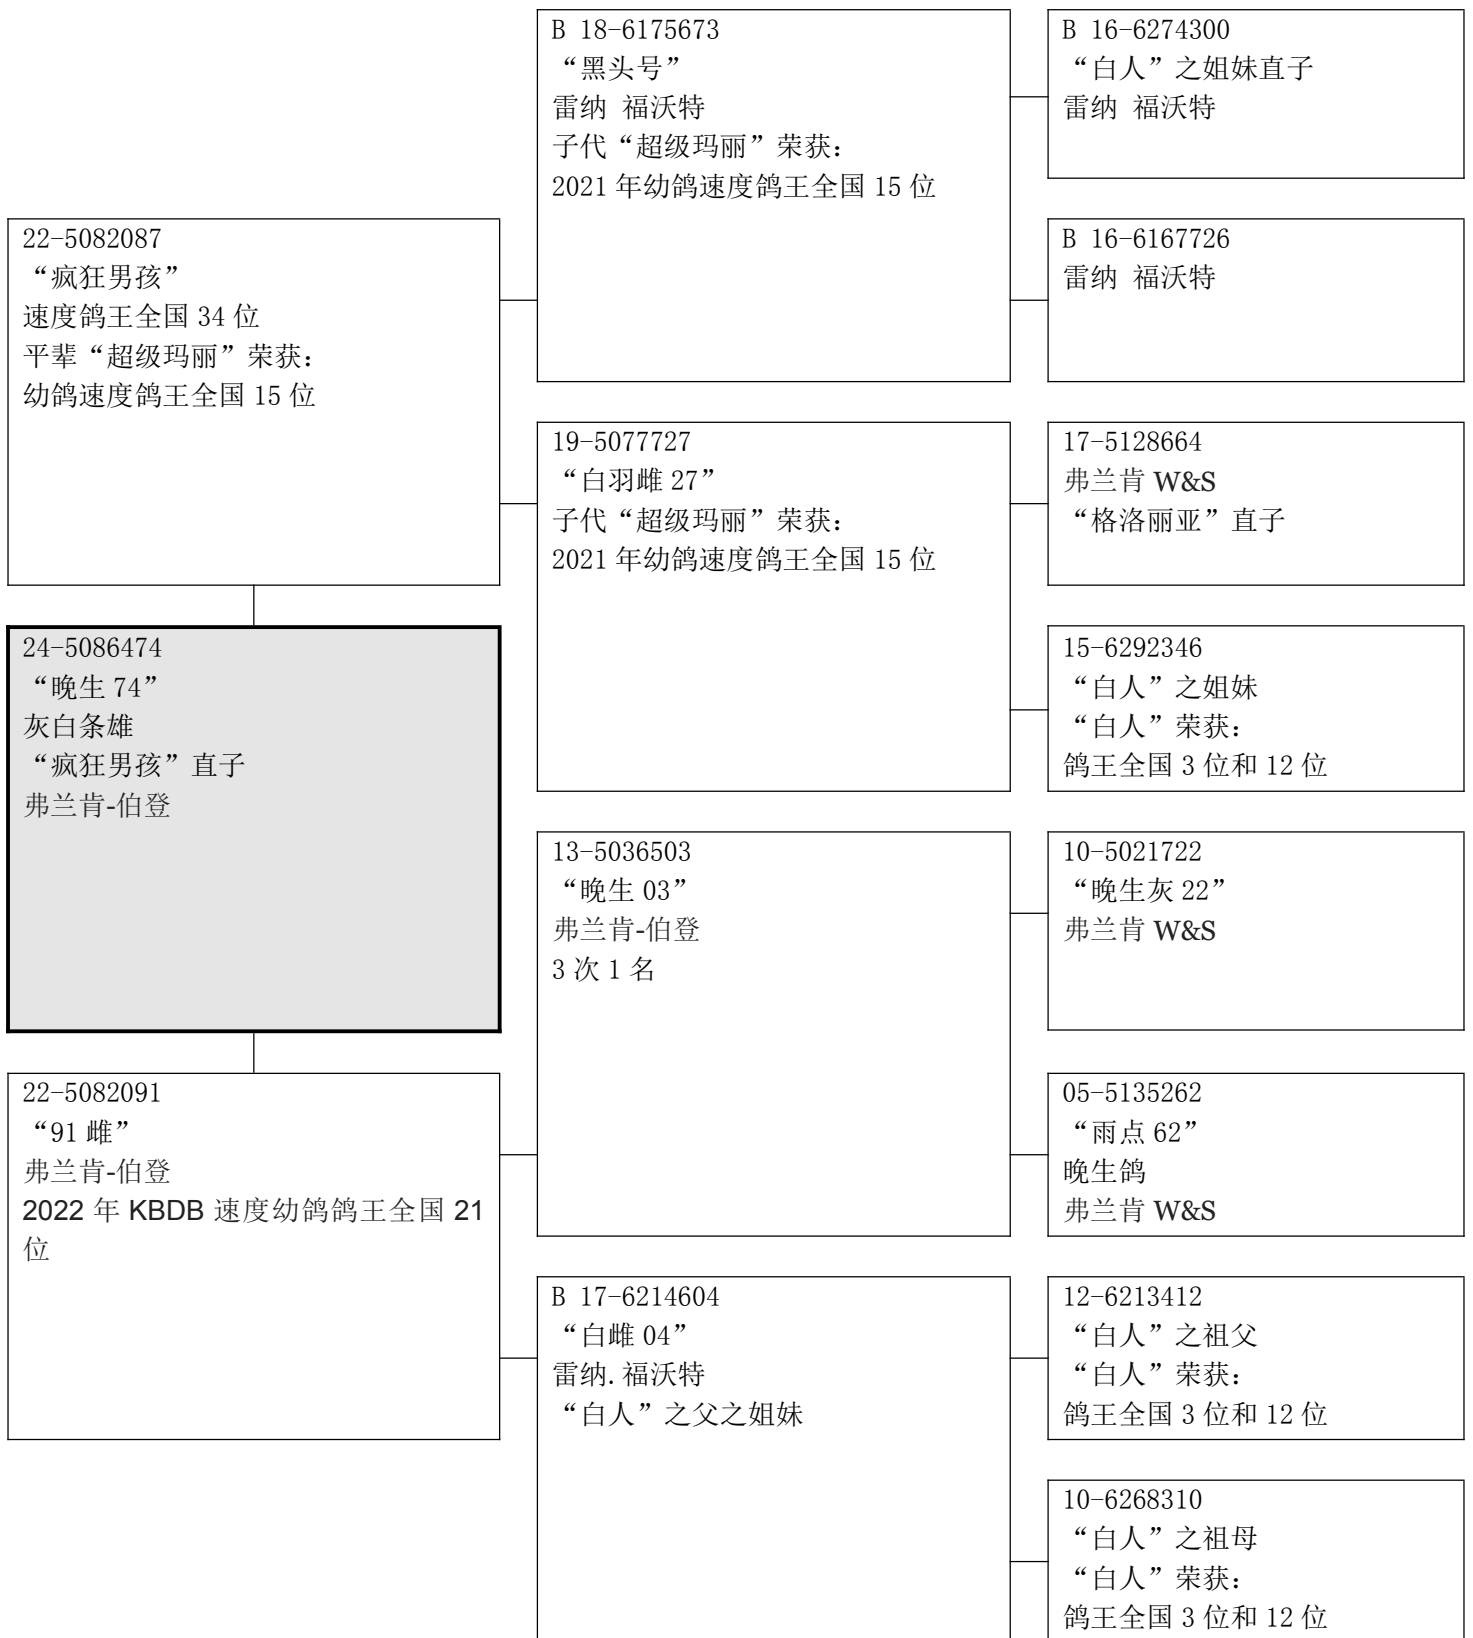 B 18-6175673
“黑头号”
雷纳 福沃特
子代“超级玛丽”荣获：
2021 年幼鸽速度鸽王全国 15 位
B 16-6274300
“白人”之姐妹直子
雷纳 福沃特
22-5082087
“疯狂男孩”
速度鸽王全国 34 位
平辈“超级玛丽”荣获：
幼鸽速度鸽王全国 15 位
B 16-6167726
雷纳 福沃特
19-5077727
“白羽雌 27”
子代“超级玛丽”荣获：
2021 年幼鸽速度鸽王全国 15 位
17-5128664
弗兰肯 W&S
“格洛丽亚”直子
24-5086474
“晚生 74”
灰白条雄
“疯狂男孩”直子
弗兰肯-伯登
15-6292346
“白人”之姐妹
“白人”荣获：
鸽王全国 3 位和 12 位
13-5036503
“晚生 03”
弗兰肯-伯登
3 次 1 名
10-5021722
“晚生灰 22”
弗兰肯 W&S
22-5082091
“91 雌”
弗兰肯-伯登
2022 年 KBDB 速度幼鸽鸽王全国 21
位
05-5135262
“雨点 62”
晚生鸽
弗兰肯 W&S
B 17-6214604
“白雌 04”
雷纳.福沃特
“白人”之父之姐妹
12-6213412
“白人”之祖父
“白人”荣获：
鸽王全国 3 位和 12 位
10-6268310
“白人”之祖母
“白人”荣获：
鸽王全国 3 位和 12 位